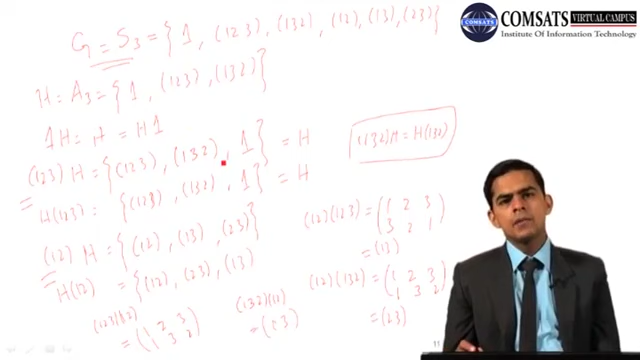 COMSATS
VIRTUAL CAMPUS
Institute Of Information Technology
G = S₃ = {1, (123), (132), (12), (13), (23)}
H = A₃ = {1, (123), (132)}
1H = H = H1
(123) H = {(123), (132), 1} = H
(132)H = H(132)
H(123) = {(123), (132), 1} = H
(12) H = {(12), (13), (23)}
H(12) = {(12), (23), (13)
(12)(123) = (1 2 3
3 2 1)
= (13)
(12)(132) = (1 2 3
1 3 2)
= (23)
(123)(12)
= (1 2 3
1 3 2)
(132)(12)
= (13)
11